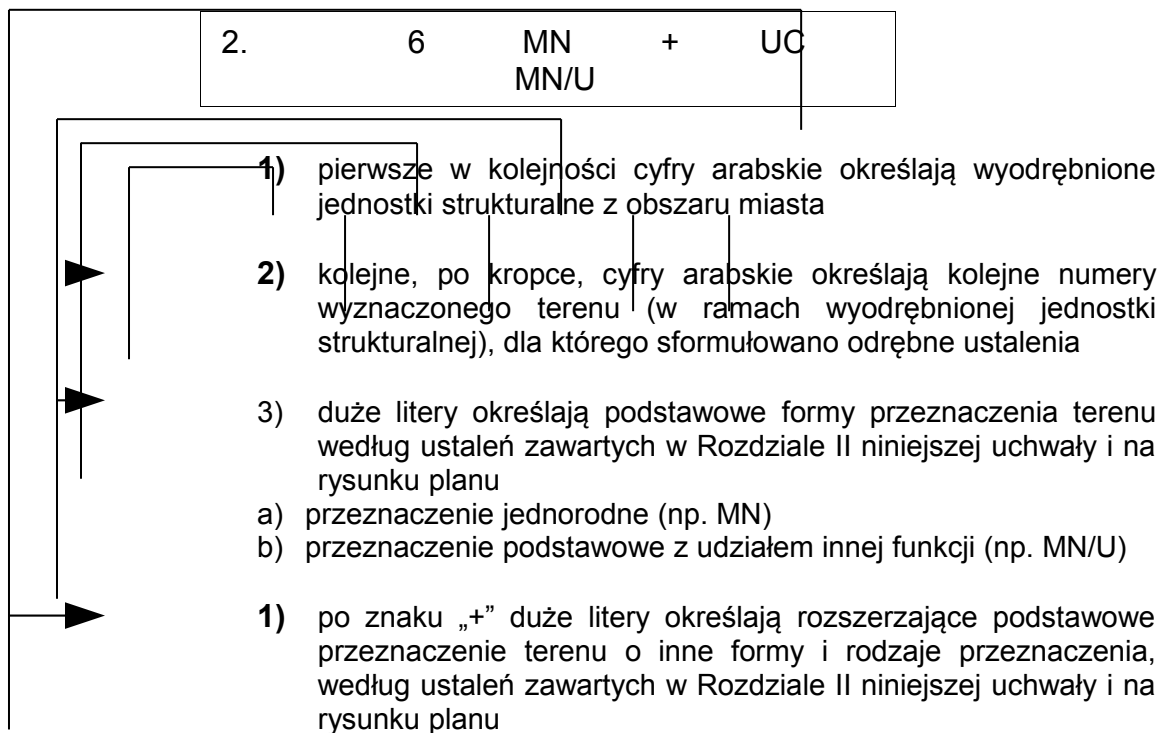 2. 6 MN + UC
MN/U
1) pierwsze w kolejności cyfry arabskie określają wyodrębnione
jednostki strukturalne z obszaru miasta
2) kolejne, po kropce, cyfry arabskie określają kolejne numery
wyznaczonego terenu (w ramach wyodrębnionej jednostki
strukturalnej), dla którego sformułowano odrębne ustalenia
3) duże litery określają podstawowe formy przeznaczenia terenu
według ustaleń zawartych w Rozdziale II niniejszej uchwały i na
rysunku planu
a) przeznaczenie jednorodne (np. MN)
b) przeznaczenie podstawowe z udziałem innej funkcji (np. MN/U)
1) po znaku „+” duże litery określają rozszerzające podstawowe
przeznaczenie terenu o inne formy i rodzaje przeznaczenia,
według ustaleń zawartych w Rozdziale II niniejszej uchwały i na
rysunku planu